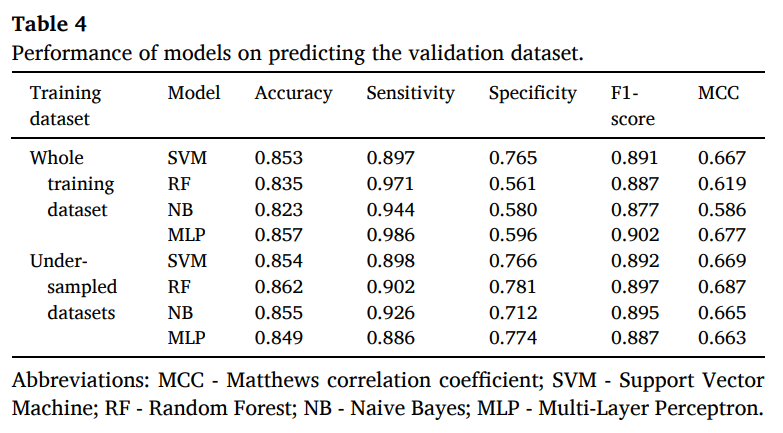 Table 4
Performance of models on predicting the validation dataset.
Training dataset Model Accuracy Sensitivity Specificity F1-score MCC
Whole training dataset SVM 0.853 0.897 0.765 0.891 0.667
RF 0.835 0.971 0.561 0.887 0.619
NB 0.823 0.944 0.580 0.877 0.586
MLP 0.857 0.986 0.596 0.902 0.677
Under-sampled datasets SVM 0.854 0.898 0.766 0.892 0.669
RF 0.862 0.902 0.781 0.897 0.687
NB 0.855 0.926 0.712 0.895 0.665
MLP 0.849 0.886 0.774 0.887 0.663
Abbreviations: MCC - Matthews correlation coefficient; SVM - Support Vector
Machine; RF - Random Forest; NB - Naive Bayes; MLP - Multi-Layer Perceptron.